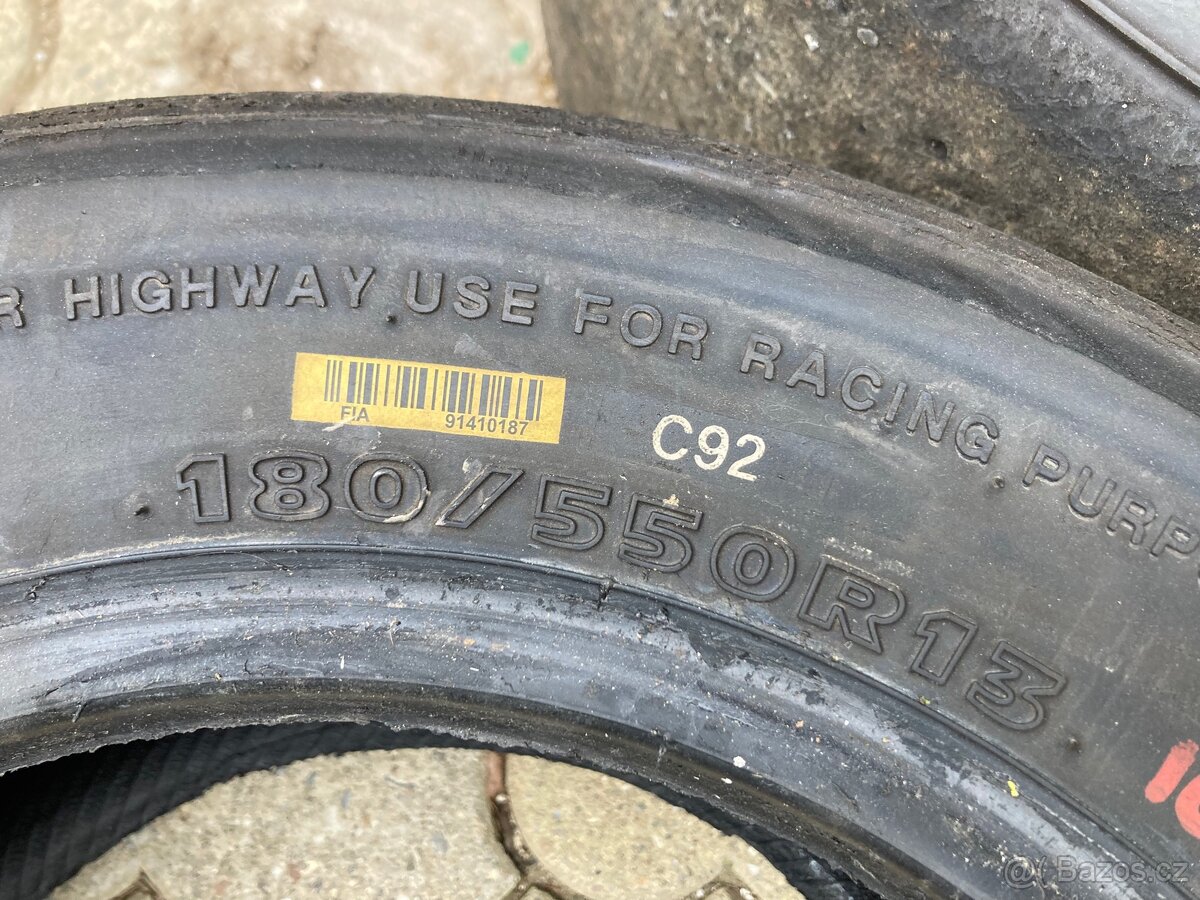 R HIGHWAY USE FOR RACING PURP
FIA 91410187
C92
180/550R13
Bazos.cz